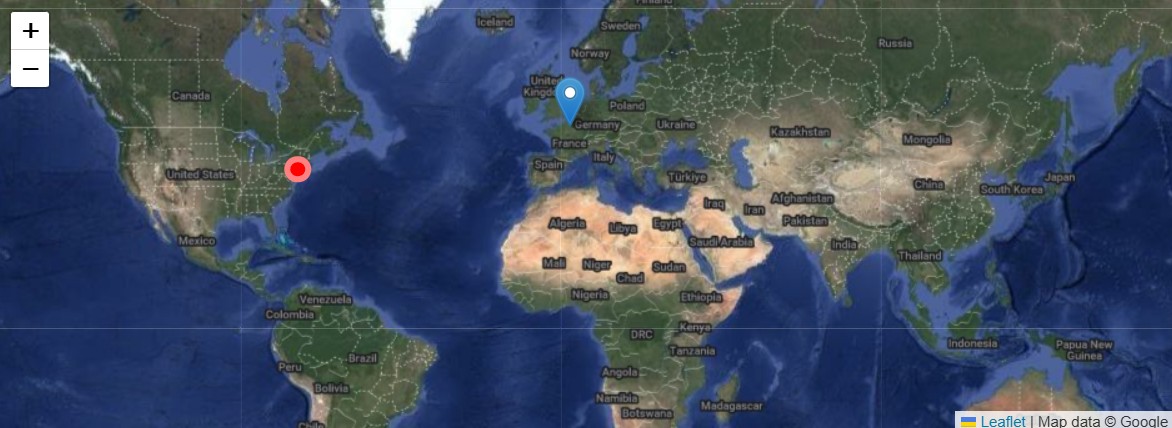 +
−
Finland
Iceland
Sweden
Russia
Norway
United
Kingdom
Canada
Poland
Germany
Ukraine
Kazakhstan
Mongolia
France
Italy
Spain
United States
Türkiye
China
Japan
South Korea
Iraq
Iran
Afghanistan
Pakistan
Algeria
Libya
Egypt
Saudi Arabia
India
Mexico
Thailand
Mali
Niger
Chad
Sudan
Nigeria
Ethiopia
Venezuela
Colombia
DRC
Kenya
Tanzania
Indonesia
Papua New
Guinea
Brazil
Peru
Bolivia
Angola
Namibia
Botswana
Madagascar
Chile
Leaflet | Map data © Google